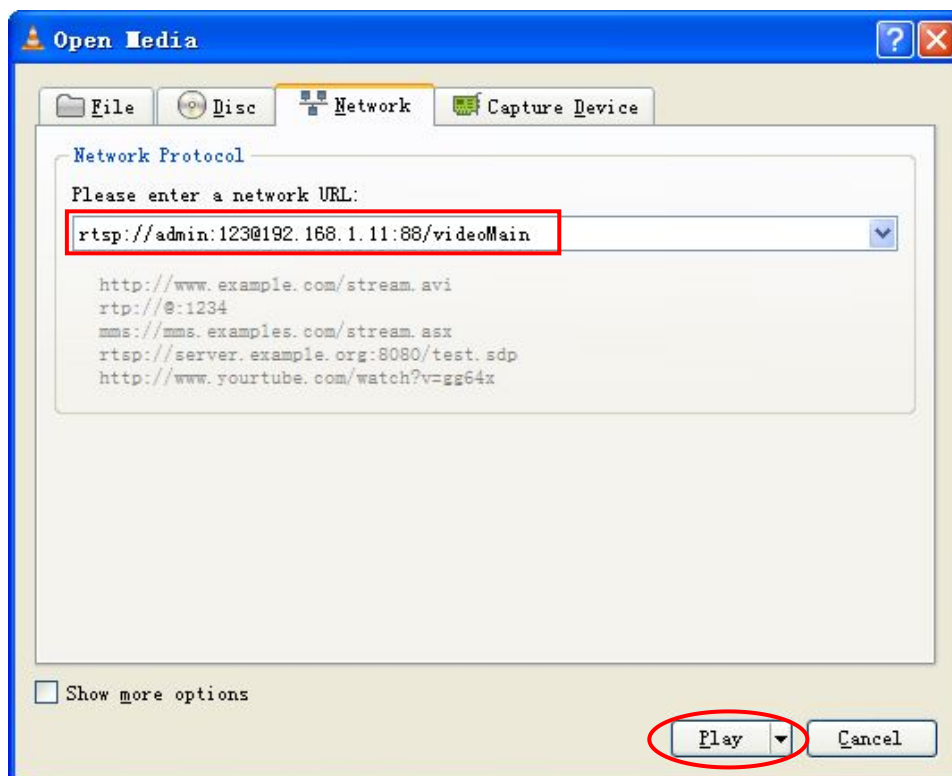 Open Media
File Disc Network Capture Device
Network Protocol
Please enter a network URL:
rtsp://admin:123@192.168.1.11:88/videoMain
http://www.example.com/stream.avi
rtp://@:1234
mms://mms.examples.com/stream.asx
rtsp://server.example.org:8080/test.sdp
http://www.yourtube.com/watch?v=gg64x
Show more options
Play Cancel